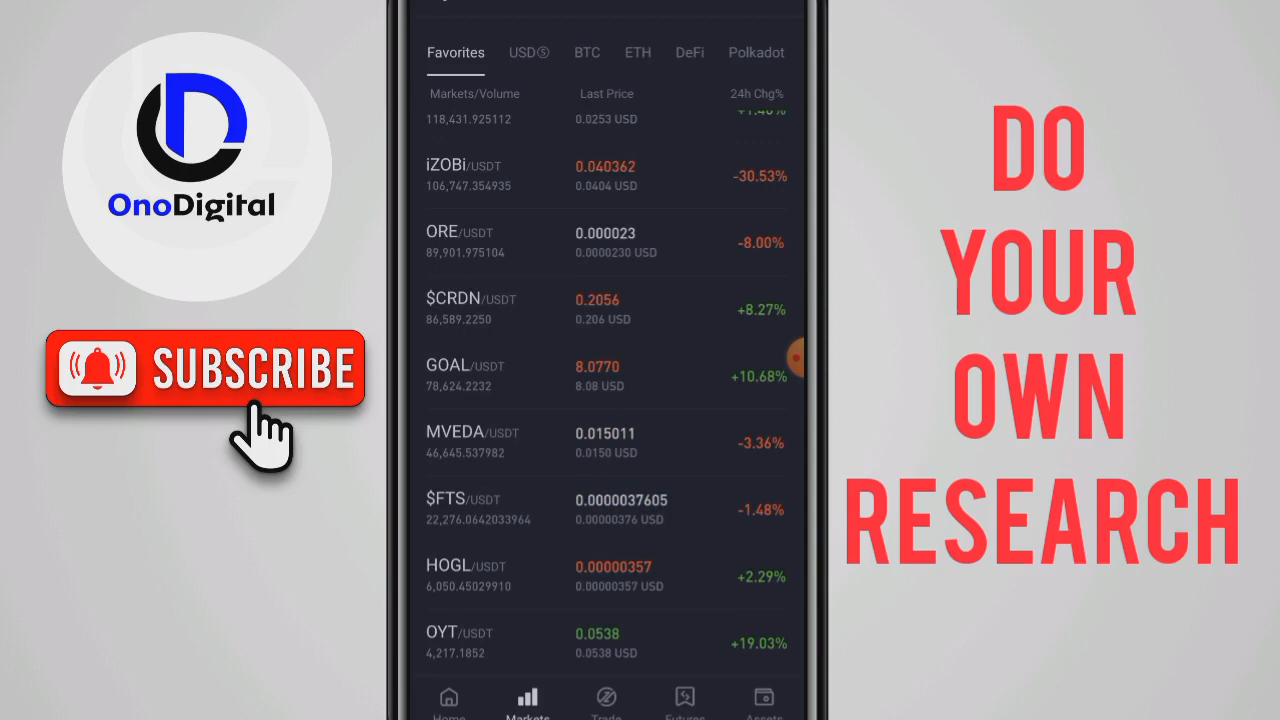 OnoDigital
SUBSCRIBE
Favorites USDⓈ BTC ETH DeFi Polkadot
Markets/Volume Last Price 24h Chg%
118,431.925112 0.0253 USD
iZOBi/USDT 0.040362 -30.53%
106,747.354935 0.0404 USD
ORE/USDT 0.000023 -8.00%
89,901.975104 0.0000230 USD
$CRDN/USDT 0.2056 +8.27%
86,589.2250 0.206 USD
GOAL/USDT 8.0770 +10.68%
78,624.2232 8.08 USD
MVEDA/USDT 0.015011 -3.36%
46,645.537982 0.0150 USD
$FTS/USDT 0.0000037605 -1.48%
22,276.0642033964 0.00000376 USD
HOGL/USDT 0.00000357 +2.29%
6,050.45029910 0.00000357 USD
OYT/USDT 0.0538 +19.03%
4,217.1852 0.0538 USD
Home Markets Trade Futures Assets
DO
YOUR
OWN
RESEARCH